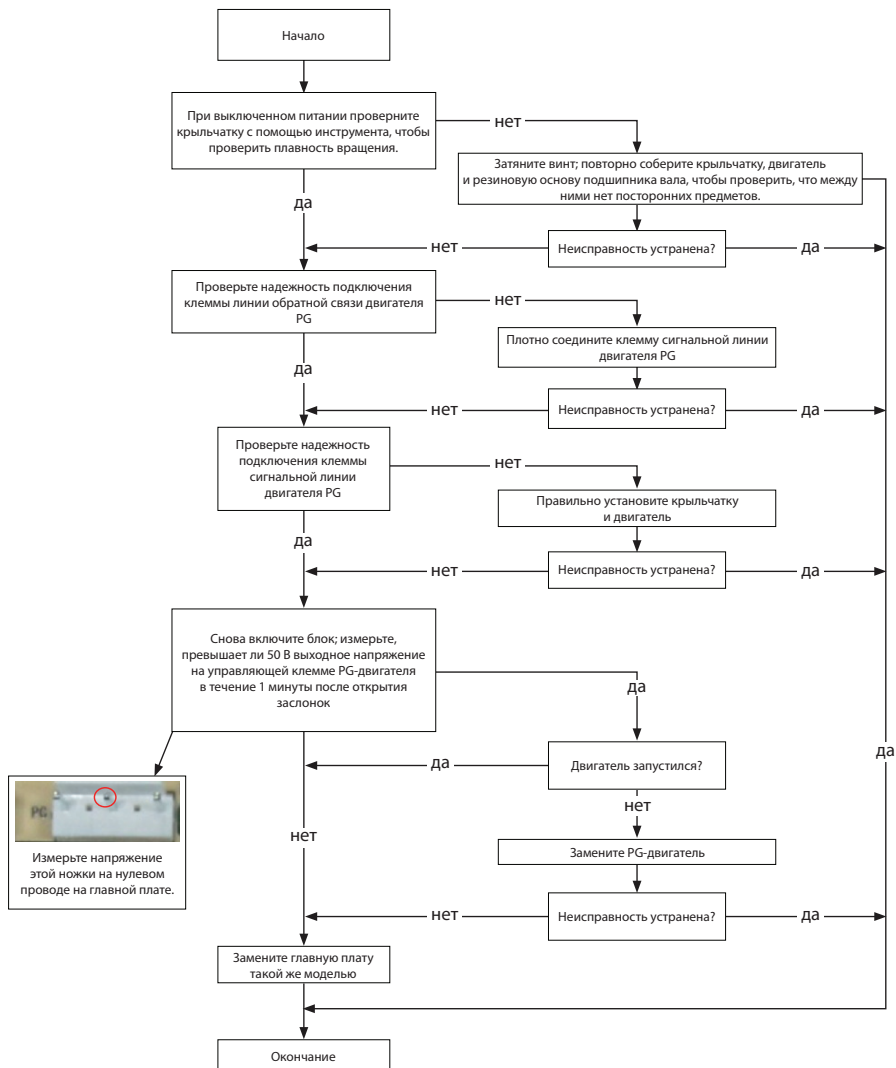 Начало
При выключенном питании проверните
крыльчатку с помощью инструмента, чтобы
проверить плавность вращения.
нет
Затяните винт; повторно соберите крыльчатку, двигатель
и резиновую основу подшипника вала, чтобы проверить, что между
ними нет посторонних предметов.
да
нет
Неисправность устранена?
да
Проверьте надежность подключения
клеммы линии обратной связи двигателя
PG
нет
Плотно соедините клемму сигнальной линии
двигателя PG
да
нет
Неисправность устранена?
да
Проверьте надежность
подключения клеммы
сигнальной линии
двигателя PG
нет
Правильно установите крыльчатку
и двигатель
да
нет
Неисправность устранена?
да
Снова включите блок; измерьте,
превышает ли 50 В выходное напряжение
на управляющей клемме PG-двигателя
в течение 1 минуты после открытия
заслонок
да
да
да
Двигатель запустился?
PG
Измерьте напряжение
этой ножки на нулевом
проводе на главной плате.
нет
нет
Замените PG-двигатель
нет
Неисправность устранена?
да
Замените главную плату
такой же моделью
Окончание